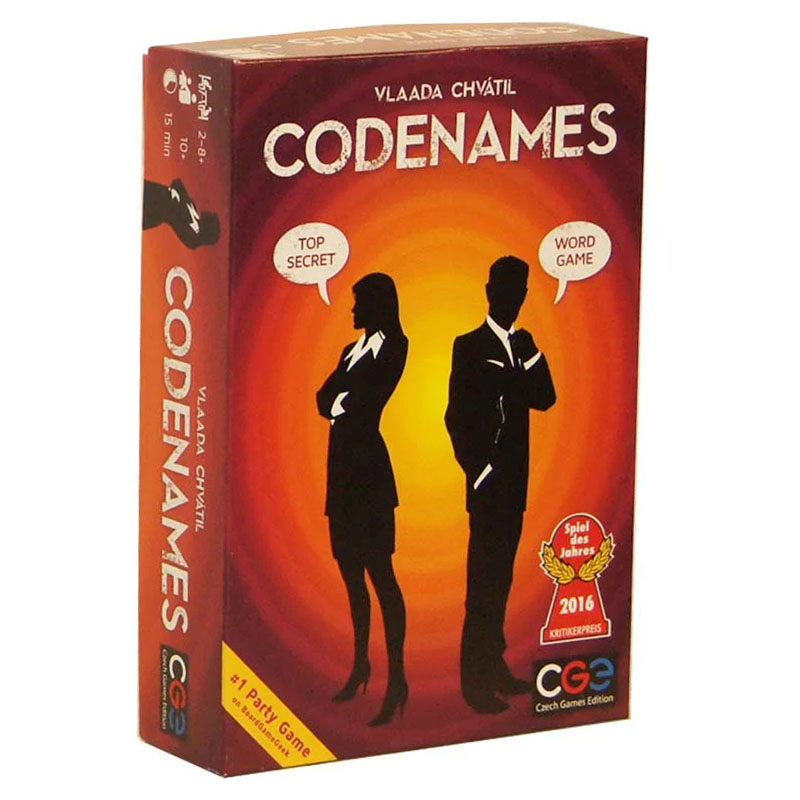 CODENAMES
VLAADA CHVÁTIL
CODENAMES
TOP
SECRET
WORD
GAME
Spiel
des
Jahres
2016
KRITIKERPREIS
CGE
Czech Games Edition
#1 Party Game
on BoardGameGeek
2-8+
10+
15 min
CODENAMES
VLAADA CHVÁTIL
CGE
Czech Games Edition